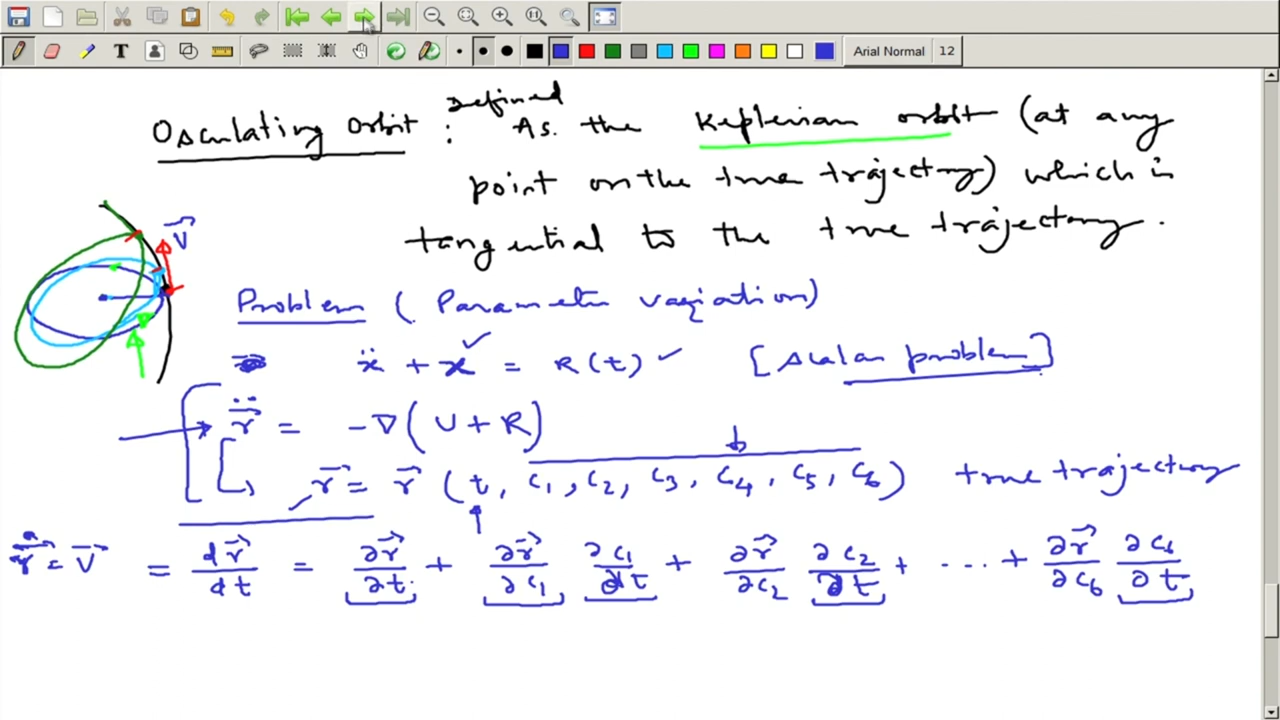 T Arial Normal 12
Defined
Osculating Orbit : As. the Keplerian orbit (at any
point on the true trajectory) which is
tangential to the true trajectory.
V⃗
Problem ( Parameter variation)
ẍ + x = R(t) [scalar problem]
r⃗̈ = -∇(U+R)
r⃗ = r⃗ (t, c1, c2, c3, c4, c5, c6) true trajectory
r⃗̇ = V⃗ = dr⃗/dt = ∂r⃗/∂t + ∂r⃗/∂c1 ∂c1/∂t + ∂r⃗/∂c2 ∂c2/∂t + ... + ∂r⃗/∂c6 ∂c6/∂t